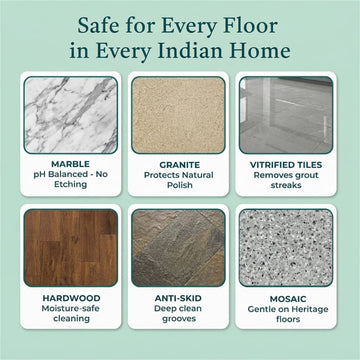 Safe for Every Floor
in Every Indian Home
MARBLE
pH Balanced - No
Etching
GRANITE
Protects Natural
Polish
VITRIFIED TILES
Removes grout
streaks
HARDWOOD
Moisture-safe
cleaning
ANTI-SKID
Deep clean
grooves
MOSAIC
Gentle on Heritage
floors